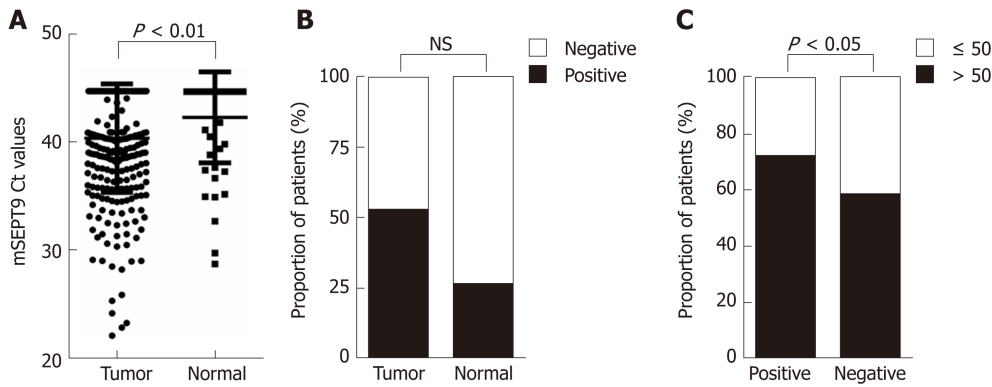 A
P < 0.01
mSEPT9 Ct values
50
40
30
20
Tumor
Normal
B
NS
Negative
Positive
Proportion of patients (%)
100
75
50
25
0
Tumor
Normal
C
P < 0.05
≤ 50
> 50
Proportion of patients (%)
100
80
60
40
20
0
Positive
Negative